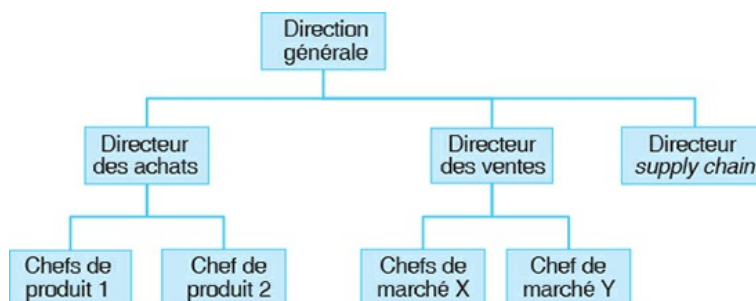 Direction
générale
Directeur
des achats
Directeur
des ventes
Directeur
supply chain
Chefs de
produit 1
Chef de
produit 2
Chefs de
marché X
Chef de
marché Y